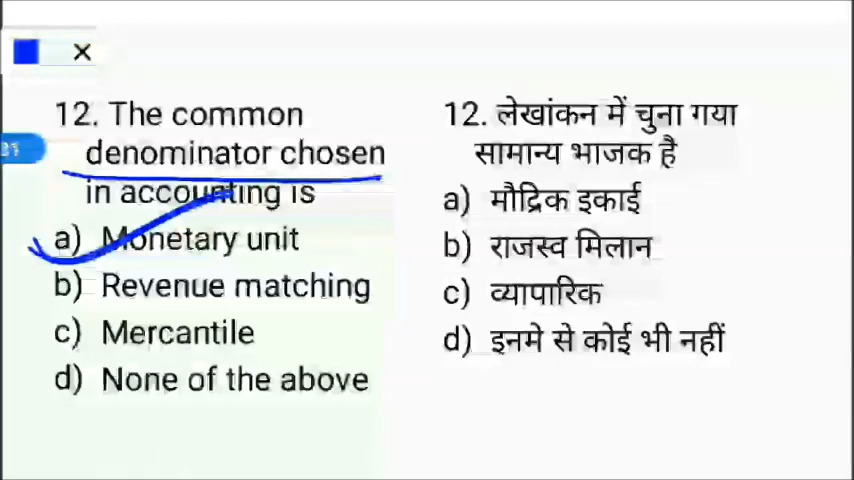 12. The common
denominator chosen
in accounting is
a) Monetary unit
b) Revenue matching
c) Mercantile
d) None of the above
12. लेखांकन में चुना गया
सामान्य भाजक है
a) मौद्रिक इकाई
b) राजस्व मिलान
c) व्यापारिक
d) इनमे से कोई भी नहीं